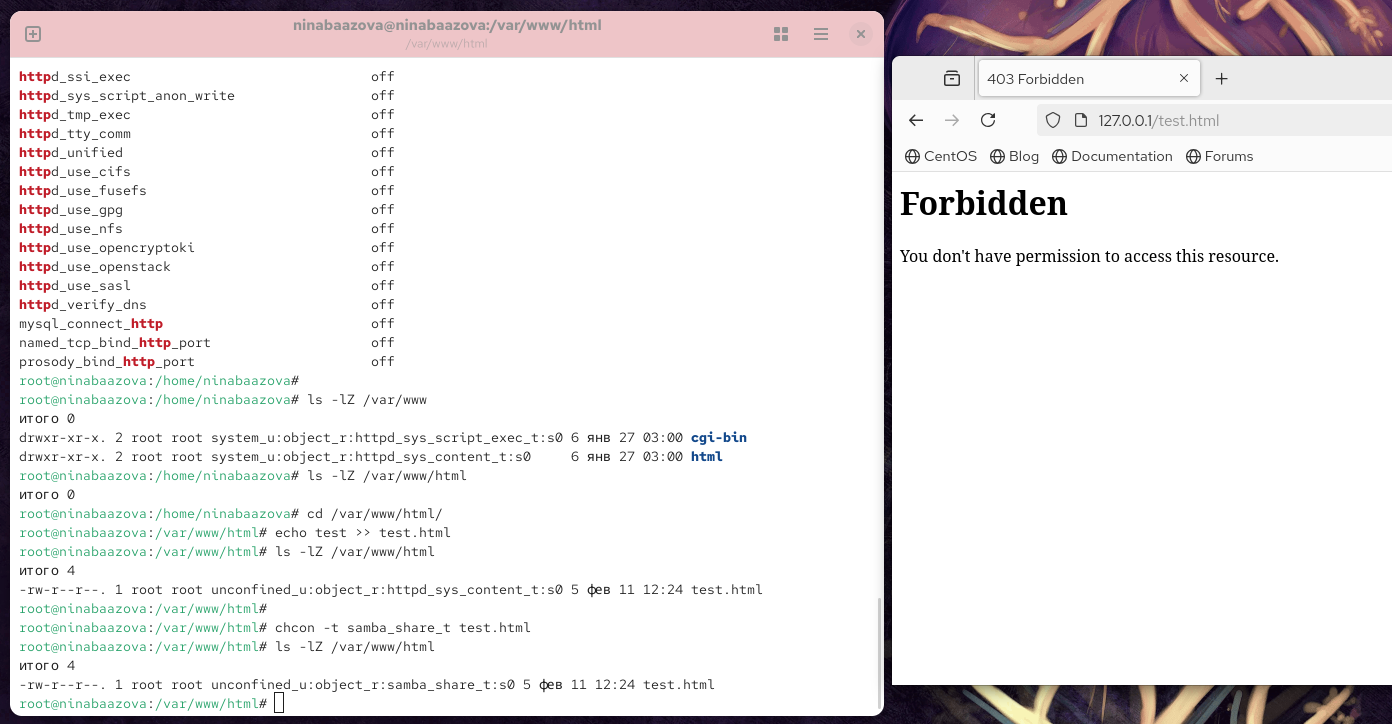 ninabaazova@ninabaazova:/var/www/html
/var/www/html
httpd_ssi_exec off
httpd_sys_script_anon_write off
httpd_tmp_exec off
httpd_tty_comm off
httpd_unified off
httpd_use_cifs off
httpd_use_fusefs off
httpd_use_gpg off
httpd_use_nfs off
httpd_use_opencryptoki off
httpd_use_openstack off
httpd_use_sasl off
httpd_verify_dns off
mysql_connect_http off
named_tcp_bind_http_port off
prosody_bind_http_port off
root@ninabaazova:/home/ninabaazova#
root@ninabaazova:/home/ninabaazova# ls -lZ /var/www
итого 0
drwxr-xr-x. 2 root root system_u:object_r:httpd_sys_script_exec_t:s0 6 янв 27 03:00 cgi-bin
drwxr-xr-x. 2 root root system_u:object_r:httpd_sys_content_t:s0     6 янв 27 03:00 html
root@ninabaazova:/home/ninabaazova# ls -lZ /var/www/html
итого 0
root@ninabaazova:/home/ninabaazova# cd /var/www/html/
root@ninabaazova:/var/www/html# echo test >> test.html
root@ninabaazova:/var/www/html# ls -lZ /var/www/html
итого 4
-rw-r--r--. 1 root root unconfined_u:object_r:httpd_sys_content_t:s0 5 фев 11 12:24 test.html
root@ninabaazova:/var/www/html#
root@ninabaazova:/var/www/html# chcon -t samba_share_t test.html
root@ninabaazova:/var/www/html# ls -lZ /var/www/html
итого 4
-rw-r--r--. 1 root root unconfined_u:object_r:samba_share_t:s0 5 фев 11 12:24 test.html
root@ninabaazova:/var/www/html#
403 Forbidden
127.0.0.1/test.html
CentOS Blog Documentation Forums
Forbidden
You don't have permission to access this resource.